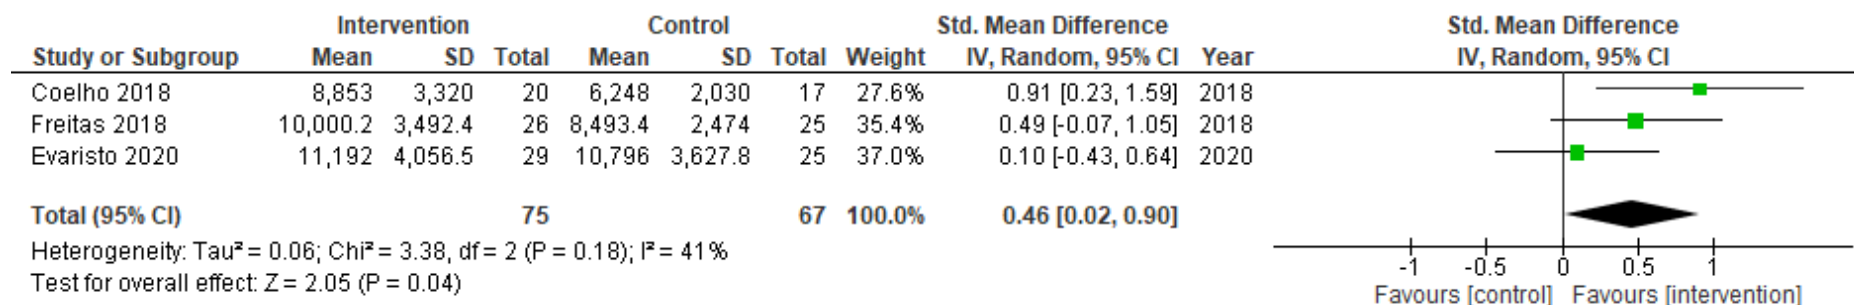 Intervention Control Std. Mean Difference Std. Mean Difference
Study or Subgroup Mean SD Total Mean SD Total Weight IV, Random, 95% CI Year IV, Random, 95% CI
Coelho 2018 8,853 3,320 20 6,248 2,030 17 27.6% 0.91 [0.23, 1.59] 2018
Freitas 2018 10,000.2 3,492.4 26 8,493.4 2,474 25 35.4% 0.49 [-0.07, 1.05] 2018
Evaristo 2020 11,192 4,056.5 29 10,796 3,627.8 25 37.0% 0.10 [-0.43, 0.64] 2020
Total (95% CI) 75 67 100.0% 0.46 [0.02, 0.90]
Heterogeneity: Tau² = 0.06; Chi² = 3.38, df = 2 (P = 0.18); I² = 41%
Test for overall effect: Z = 2.05 (P = 0.04)
-1 -0.5 0 0.5 1
Favours [control] Favours [intervention]